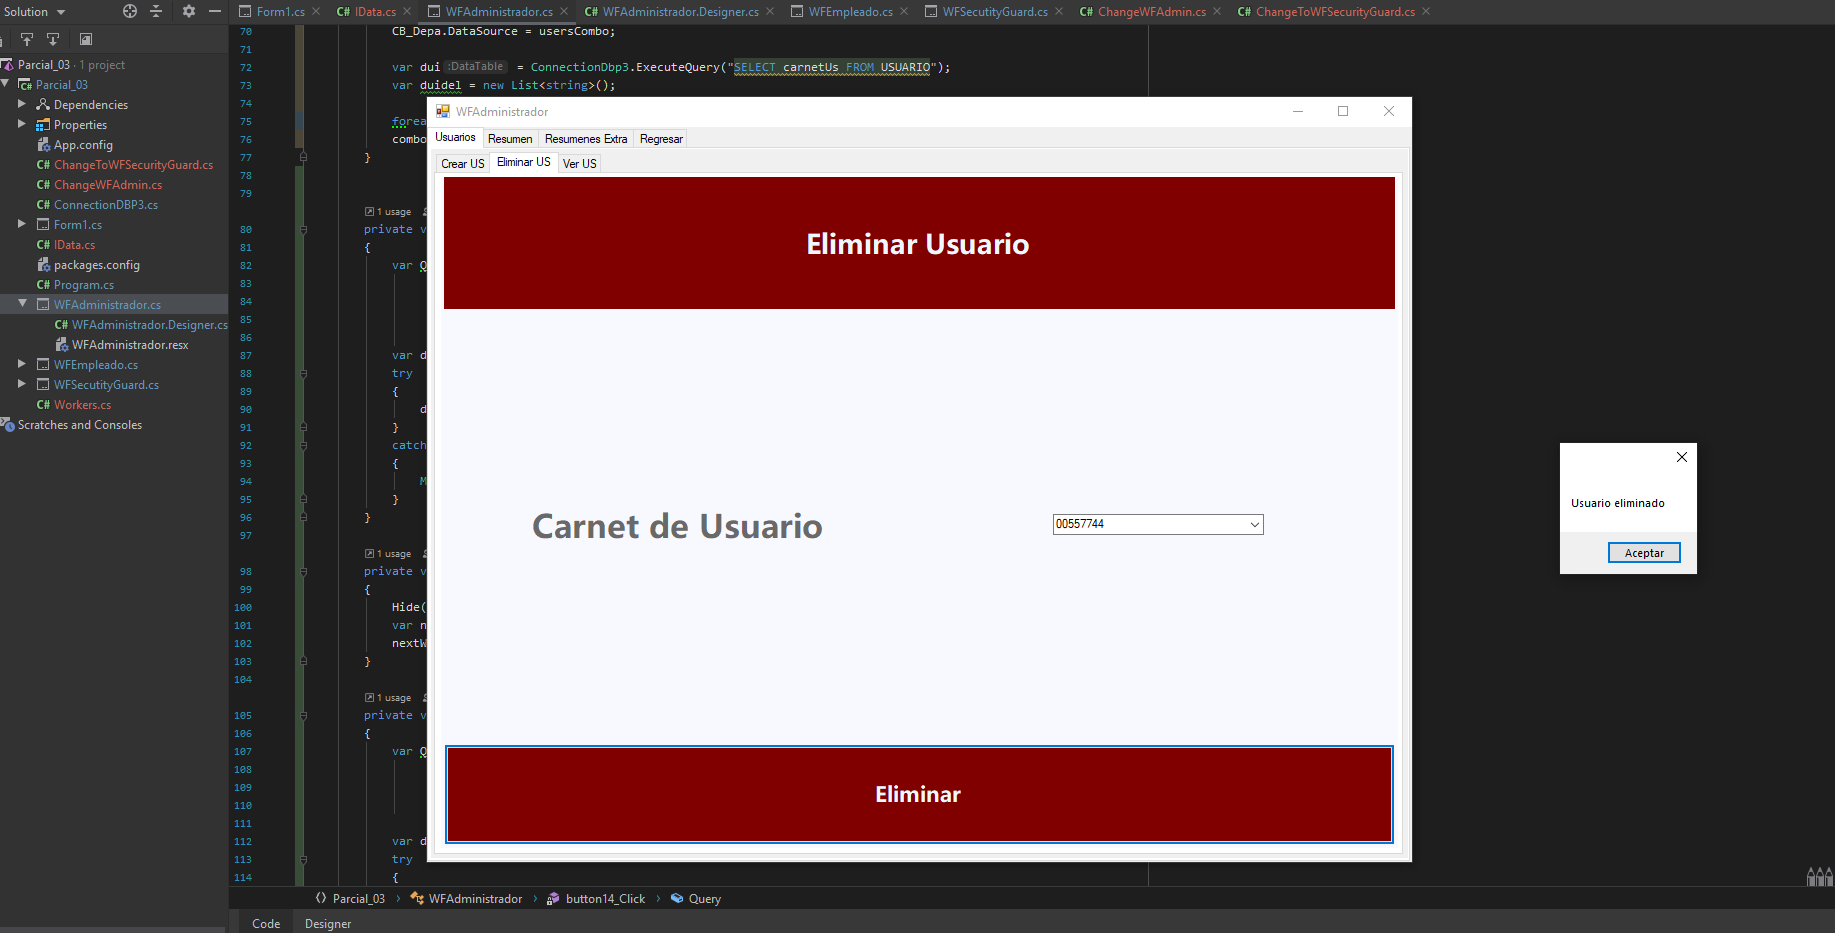 Solution
Form1.cs
C# IData.cs
WFAdministrador.cs
C# WFAdministrador.Designer.cs
WFEmpleado.cs
WFSecutityGuard.cs
C# ChangeWFAdmin.cs
C# ChangeToWFSecurityGuard.cs
Parcial_03 · 1 project
Parcial_03
Dependencies
Properties
App.config
C# ChangeToWFSecurityGuard.cs
C# ChangeWFAdmin.cs
C# ConnectionDBP3.cs
Form1.cs
C# IData.cs
packages.config
C# Program.cs
WFAdministrador.cs
C# WFAdministrador.Designer.cs
WFAdministrador.resx
WFEmpleado.cs
WFSecutityGuard.cs
C# Workers.cs
Scratches and Consoles
70 CB_Depa.DataSource = usersCombo;
71
72 var dui :DataTable = ConnectionDbp3.ExecuteQuery("SELECT carnetUs FROM USUARIO");
73 var duidel = new List<string>();
74
75 forea
76 combo
77 }
78
79
1 usage
80 private v
81 {
82 var Q
83
84
85
86
87 var d
88 try
89 {
90 d
91 }
92 catch
93 {
94 M
95 }
96 }
97
1 usage
98 private v
99 {
100 Hide(
101 var n
102 nextW
103 }
104
1 usage
105 private v
106 {
107 var Q
108
109
110
111
112 var d
113 try
114 {
WFAdministrador
Usuarios Resumen Resumenes Extra Regresar
Crear US Eliminar US Ver US
Eliminar Usuario
Carnet de Usuario
00557744
Eliminar
Usuario eliminado
Aceptar
Parcial_03 › WFAdministrador › button14_Click › Query
Code Designer